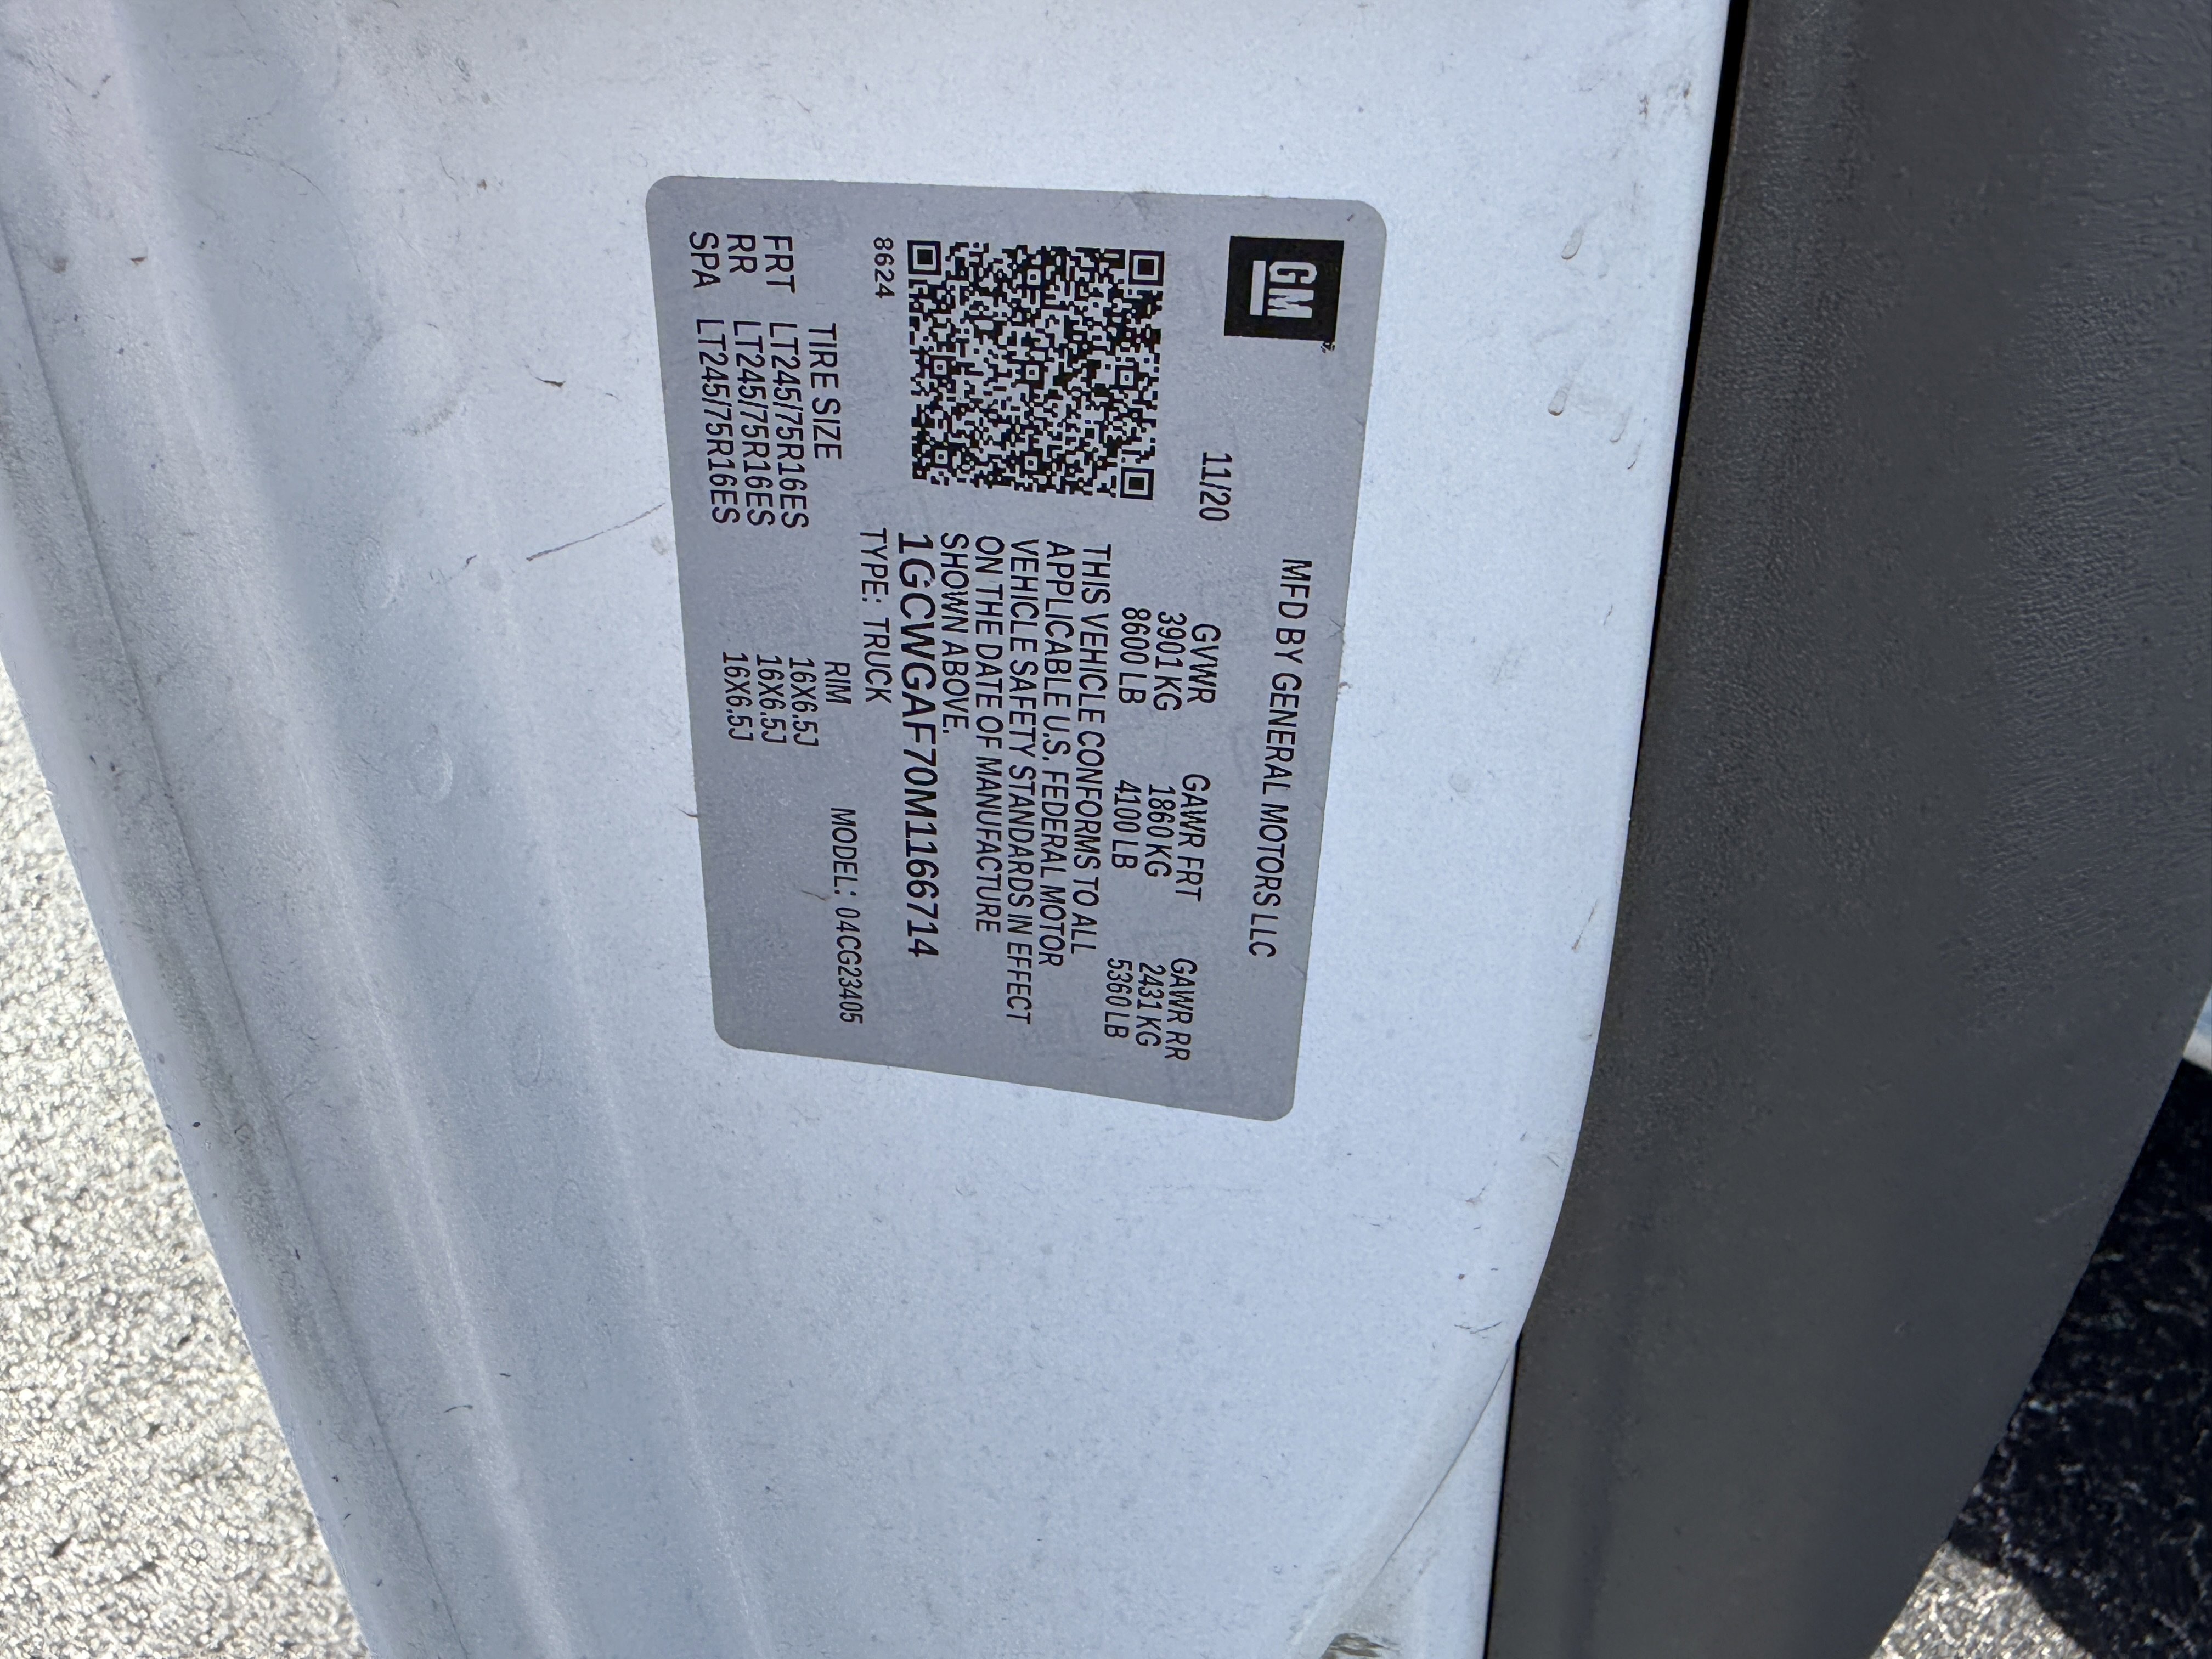 GM
MFD BY GENERAL MOTORS LLC
11/20
GVWR GAWR FRT GAWR RR
3901 KG 1860 KG 2431 KG
8600 LB 4100 LB 5360 LB
THIS VEHICLE CONFORMS TO ALL
APPLICABLE U.S. FEDERAL MOTOR
VEHICLE SAFETY STANDARDS IN EFFECT
ON THE DATE OF MANUFACTURE
SHOWN ABOVE.
1GCWGAF70M1166714
8624
TYPE: TRUCK MODEL: 04CG23405
TIRE SIZE RIM
FRT LT245/75R16ES 16X6.5J
RR LT245/75R16ES 16X6.5J
SPA LT245/75R16ES 16X6.5J